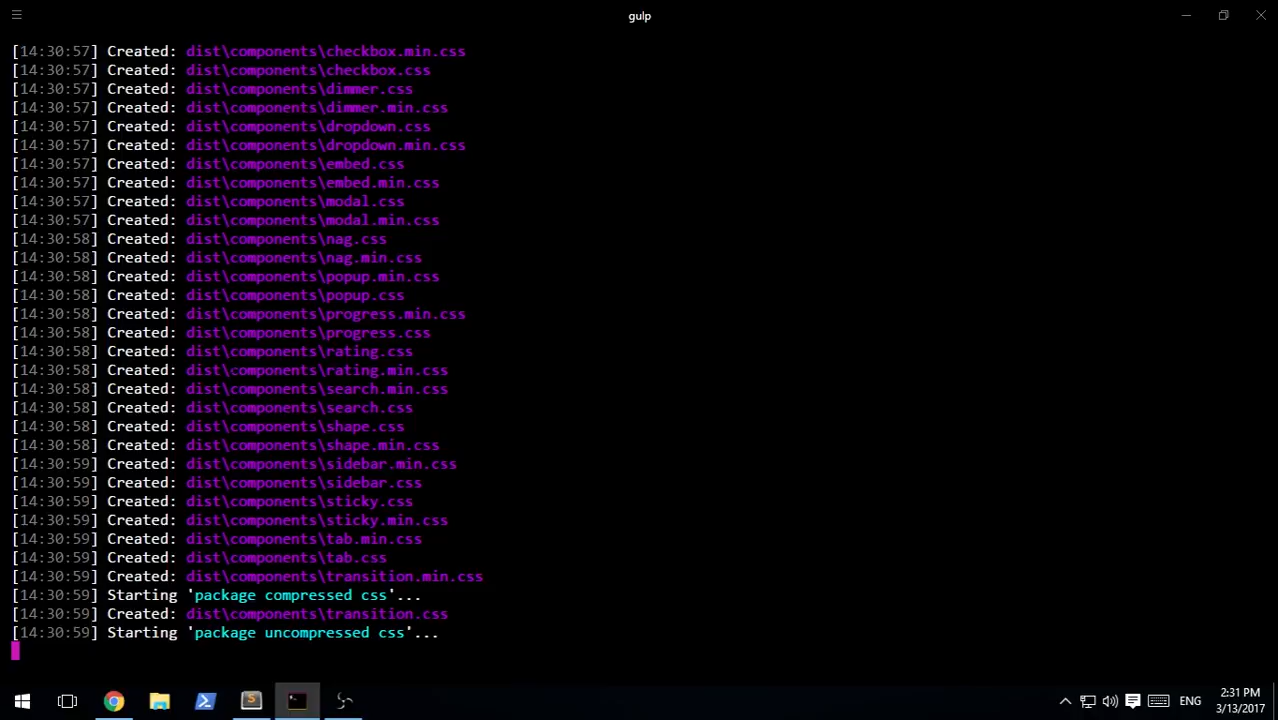 gulp
[14:30:57] Created: dist\components\checkbox.min.css
[14:30:57] Created: dist\components\checkbox.css
[14:30:57] Created: dist\components\dimmer.css
[14:30:57] Created: dist\components\dimmer.min.css
[14:30:57] Created: dist\components\dropdown.css
[14:30:57] Created: dist\components\dropdown.min.css
[14:30:57] Created: dist\components\embed.css
[14:30:57] Created: dist\components\embed.min.css
[14:30:57] Created: dist\components\modal.css
[14:30:57] Created: dist\components\modal.min.css
[14:30:58] Created: dist\components\nag.css
[14:30:58] Created: dist\components\nag.min.css
[14:30:58] Created: dist\components\popup.min.css
[14:30:58] Created: dist\components\popup.css
[14:30:58] Created: dist\components\progress.min.css
[14:30:58] Created: dist\components\progress.css
[14:30:58] Created: dist\components\rating.css
[14:30:58] Created: dist\components\rating.min.css
[14:30:58] Created: dist\components\search.min.css
[14:30:58] Created: dist\components\search.css
[14:30:58] Created: dist\components\shape.css
[14:30:58] Created: dist\components\shape.min.css
[14:30:59] Created: dist\components\sidebar.min.css
[14:30:59] Created: dist\components\sidebar.css
[14:30:59] Created: dist\components\sticky.css
[14:30:59] Created: dist\components\sticky.min.css
[14:30:59] Created: dist\components\tab.min.css
[14:30:59] Created: dist\components\tab.css
[14:30:59] Created: dist\components\transition.min.css
[14:30:59] Starting 'package compressed css'...
[14:30:59] Created: dist\components\transition.css
[14:30:59] Starting 'package uncompressed css'...
ENG
2:31 PM
3/13/2017